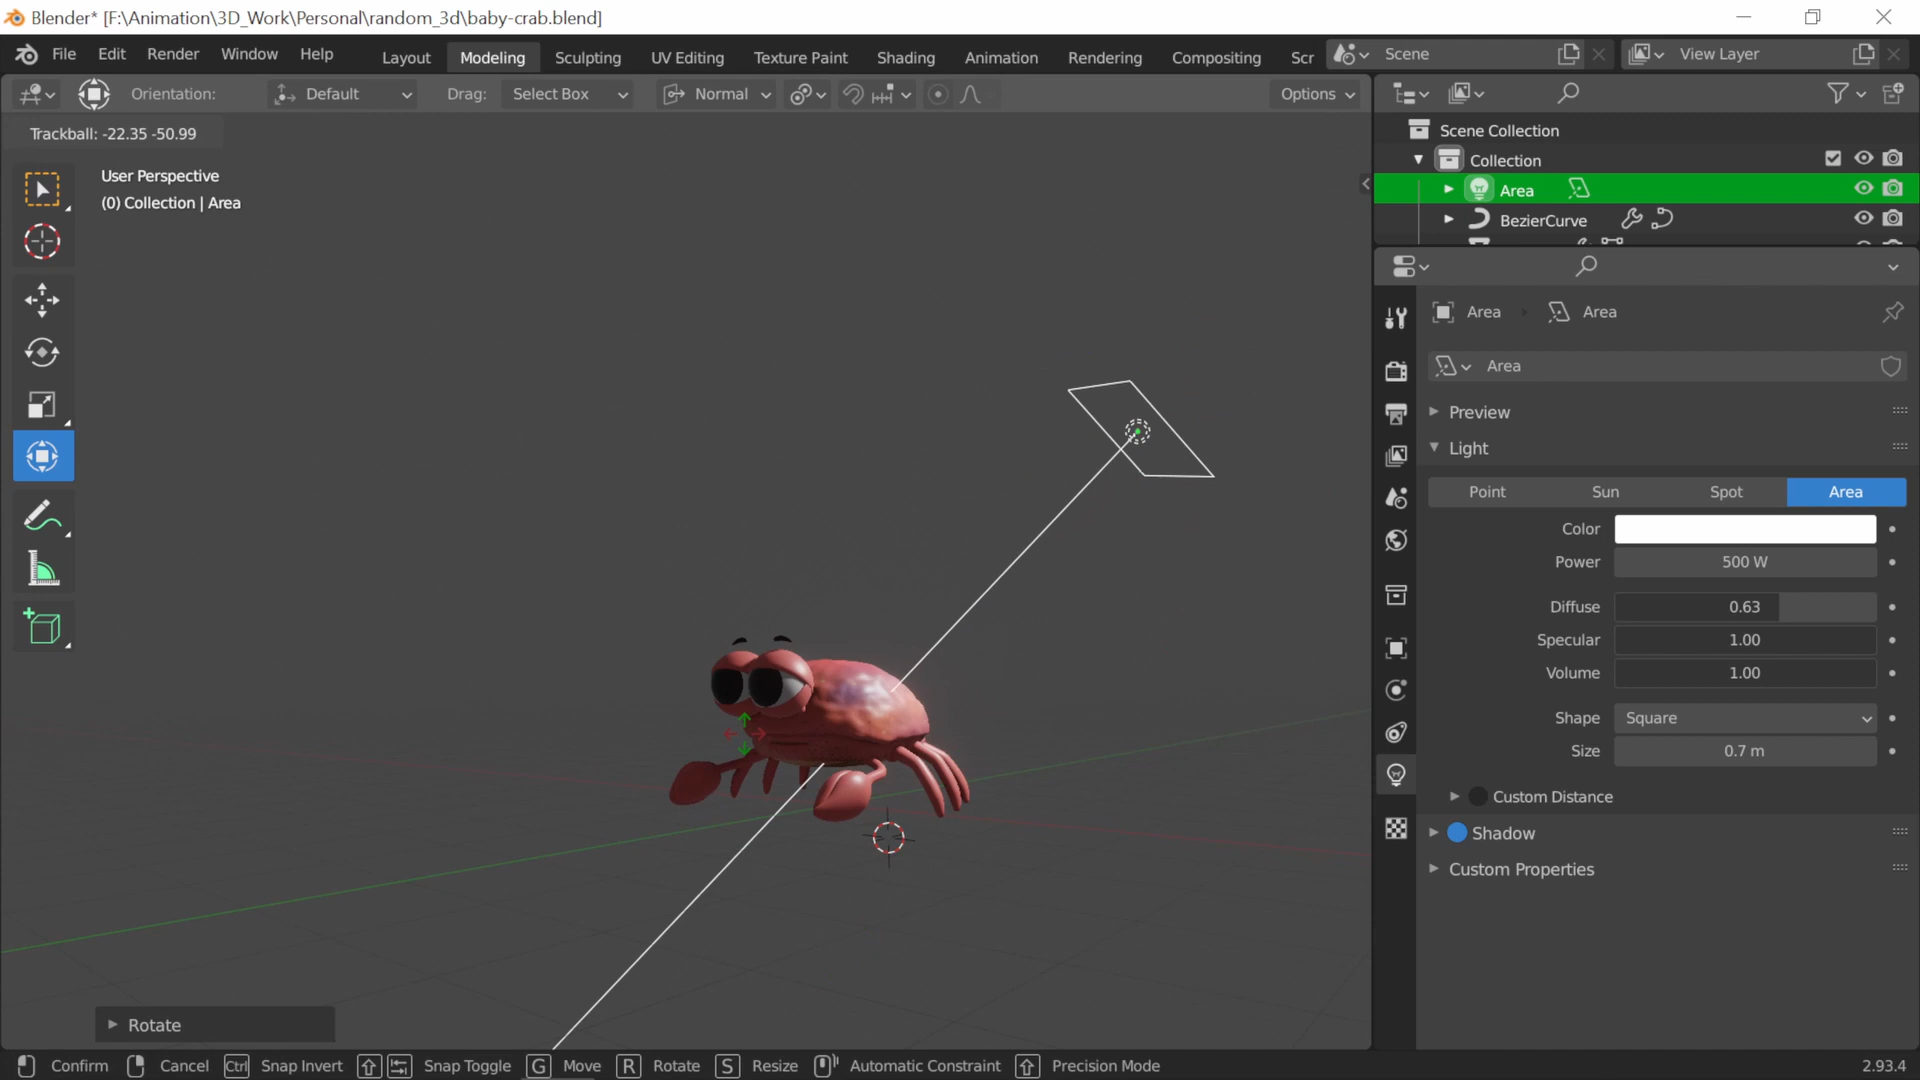 Blender* [F:\Animation\3D_Work\Personal\random_3d\baby-crab.blend]
File Edit Render Window Help Layout Modeling Sculpting UV Editing Texture Paint Shading Animation Rendering Compositing Scr Scene View Layer
Orientation: Default Drag: Select Box Normal Options
Trackball: -22.35 -50.99
User Perspective
(0) Collection | Area
Scene Collection
Collection
Area
BezierCurve
Area Area
Area
Preview
Light
Point Sun Spot Area
Color
Power 500 W
Diffuse 0.63
Specular 1.00
Volume 1.00
Shape Square
Size 0.7 m
Custom Distance
Shadow
Custom Properties
Rotate
Confirm Cancel Ctrl Snap Invert Snap Toggle G Move R Rotate S Resize Automatic Constraint Precision Mode 2.93.4